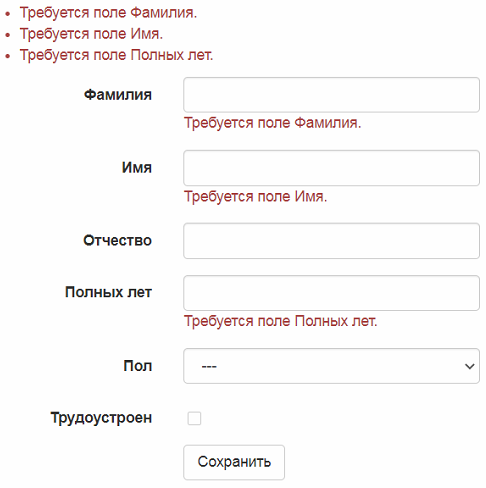 • Требуется поле Фамилия.
• Требуется поле Имя.
• Требуется поле Полных лет.
Фамилия
Требуется поле Фамилия.
Имя
Требуется поле Имя.
Отчество
Полных лет
Требуется поле Полных лет.
Пол ---
Трудоустроен
Сохранить